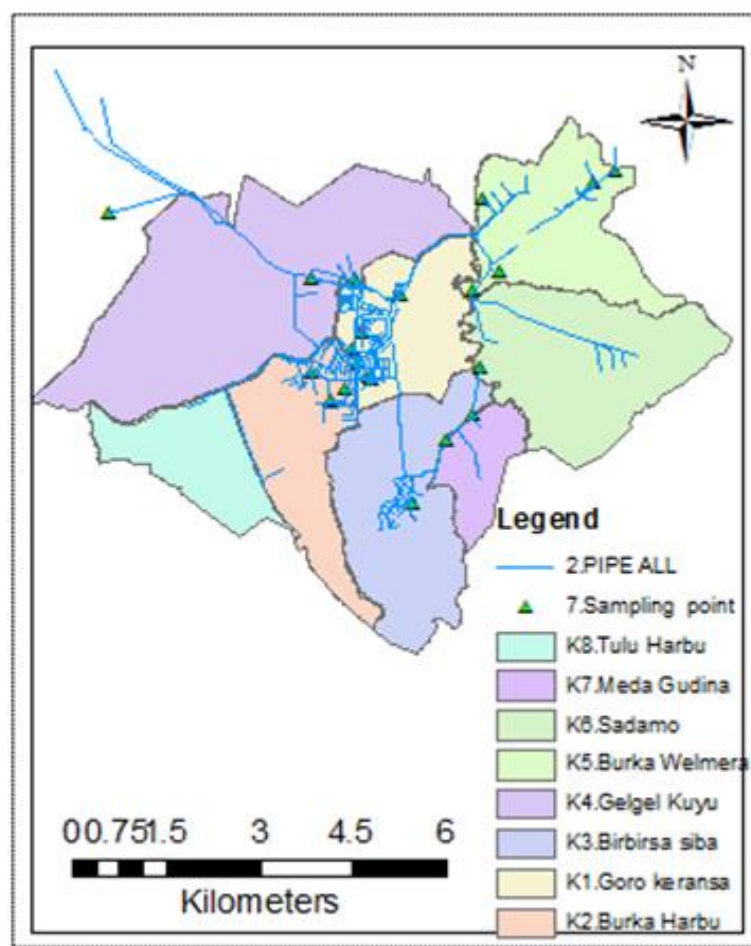 N
Legend
2.PIPE ALL
7.Sampling point
K8.Tulu Harbu
K7.Meda Gudina
K6.Sadamo
K5.Burka Welmera
K4.Gelgel Kuyu
K3.Birbirsa siba
K1.Goro keransa
K2.Burka Harbu
00.751.5 3 4.5 6
Kilometers